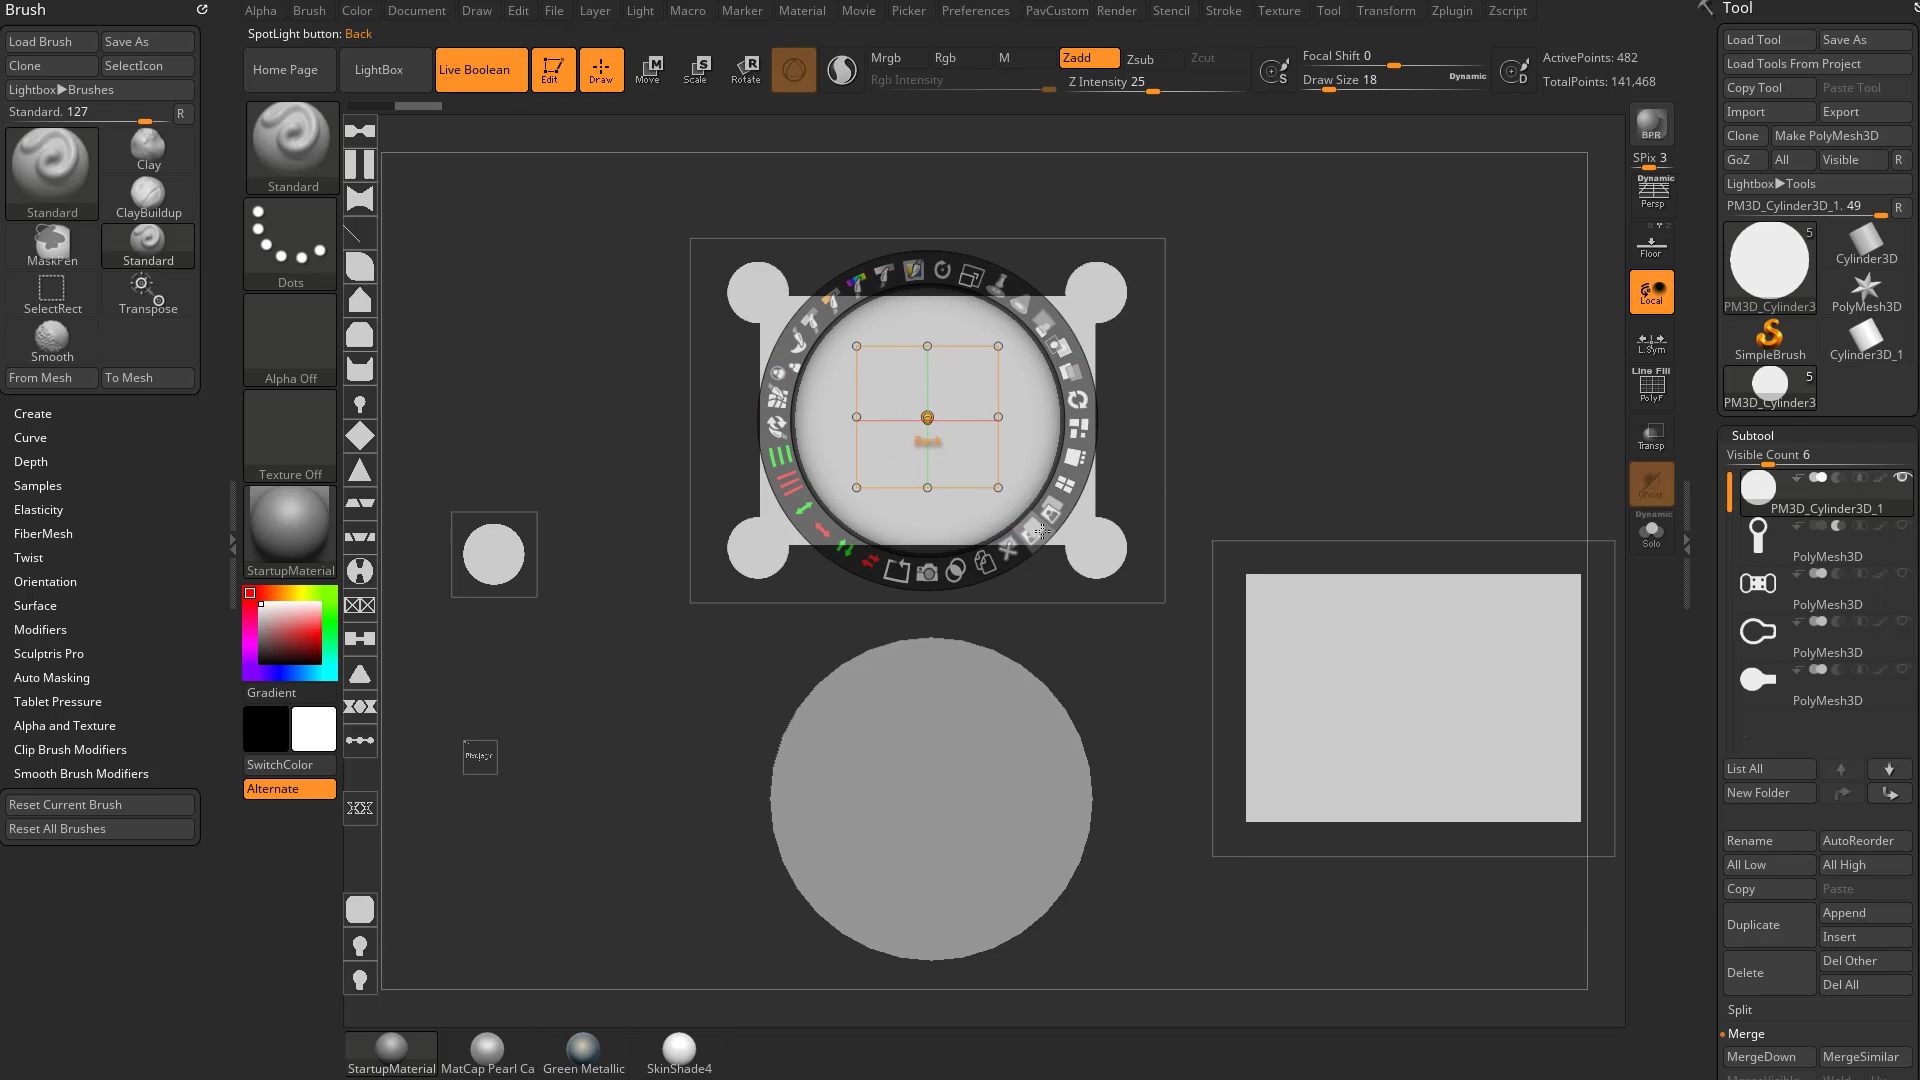 Brush
Alpha Brush Color Document Draw Edit File Layer Light Macro Marker Material Movie Picker Preferences PavCustom Render Stencil Stroke Texture Tool Transform Zplugin Zscript
Tool
SpotLight button: Back
Load Brush Save As
Clone SelectIcon
Lightbox▶Brushes
Standard. 127 R
Clay
Standard ClayBuildup
MaskPen Standard
SelectRect Transpose
Smooth
From Mesh To Mesh
Create
Curve
Depth
Samples
Elasticity
FiberMesh
Twist
Orientation
Surface
Modifiers
Sculptris Pro
Auto Masking
Tablet Pressure
Alpha and Texture
Clip Brush Modifiers
Smooth Brush Modifiers
Reset Current Brush
Reset All Brushes
Home Page LightBox Live Boolean Edit Draw Move Scale Rotate
Mrgb Rgb M Zadd Zsub Zcut
Rgb Intensity Z Intensity 25
Focal Shift 0
Draw Size 18 Dynamic
ActivePoints: 482
TotalPoints: 141,468
Standard
Dots
Alpha Off
Texture Off
StartupMaterial
Gradient
SwitchColor
Alternate
Back
StartupMaterial MatCap Pearl Ca Green Metallic SkinShade4
BPR
SPix 3
Dynamic
Persp
Floor
Local
L.Sym
Line Fill
PolyF
Transp
Ghost
Dynamic
Solo
Load Tool Save As
Load Tools From Project
Copy Tool Paste Tool
Import Export
Clone Make PolyMesh3D
GoZ All Visible R
Lightbox▶Tools
PM3D_Cylinder3D_1. 49 R
5
Cylinder3D
PM3D_Cylinder3 PolyMesh3D
SimpleBrush Cylinder3D_1
5
PM3D_Cylinder3
Subtool
Visible Count 6
PM3D_Cylinder3D_1
PolyMesh3D
PolyMesh3D
PolyMesh3D
PolyMesh3D
List All
New Folder
Rename AutoReorder
All Low All High
Copy Paste
Duplicate Append
Insert
Delete Del Other
Del All
Split
Merge
MergeDown MergeSimilar